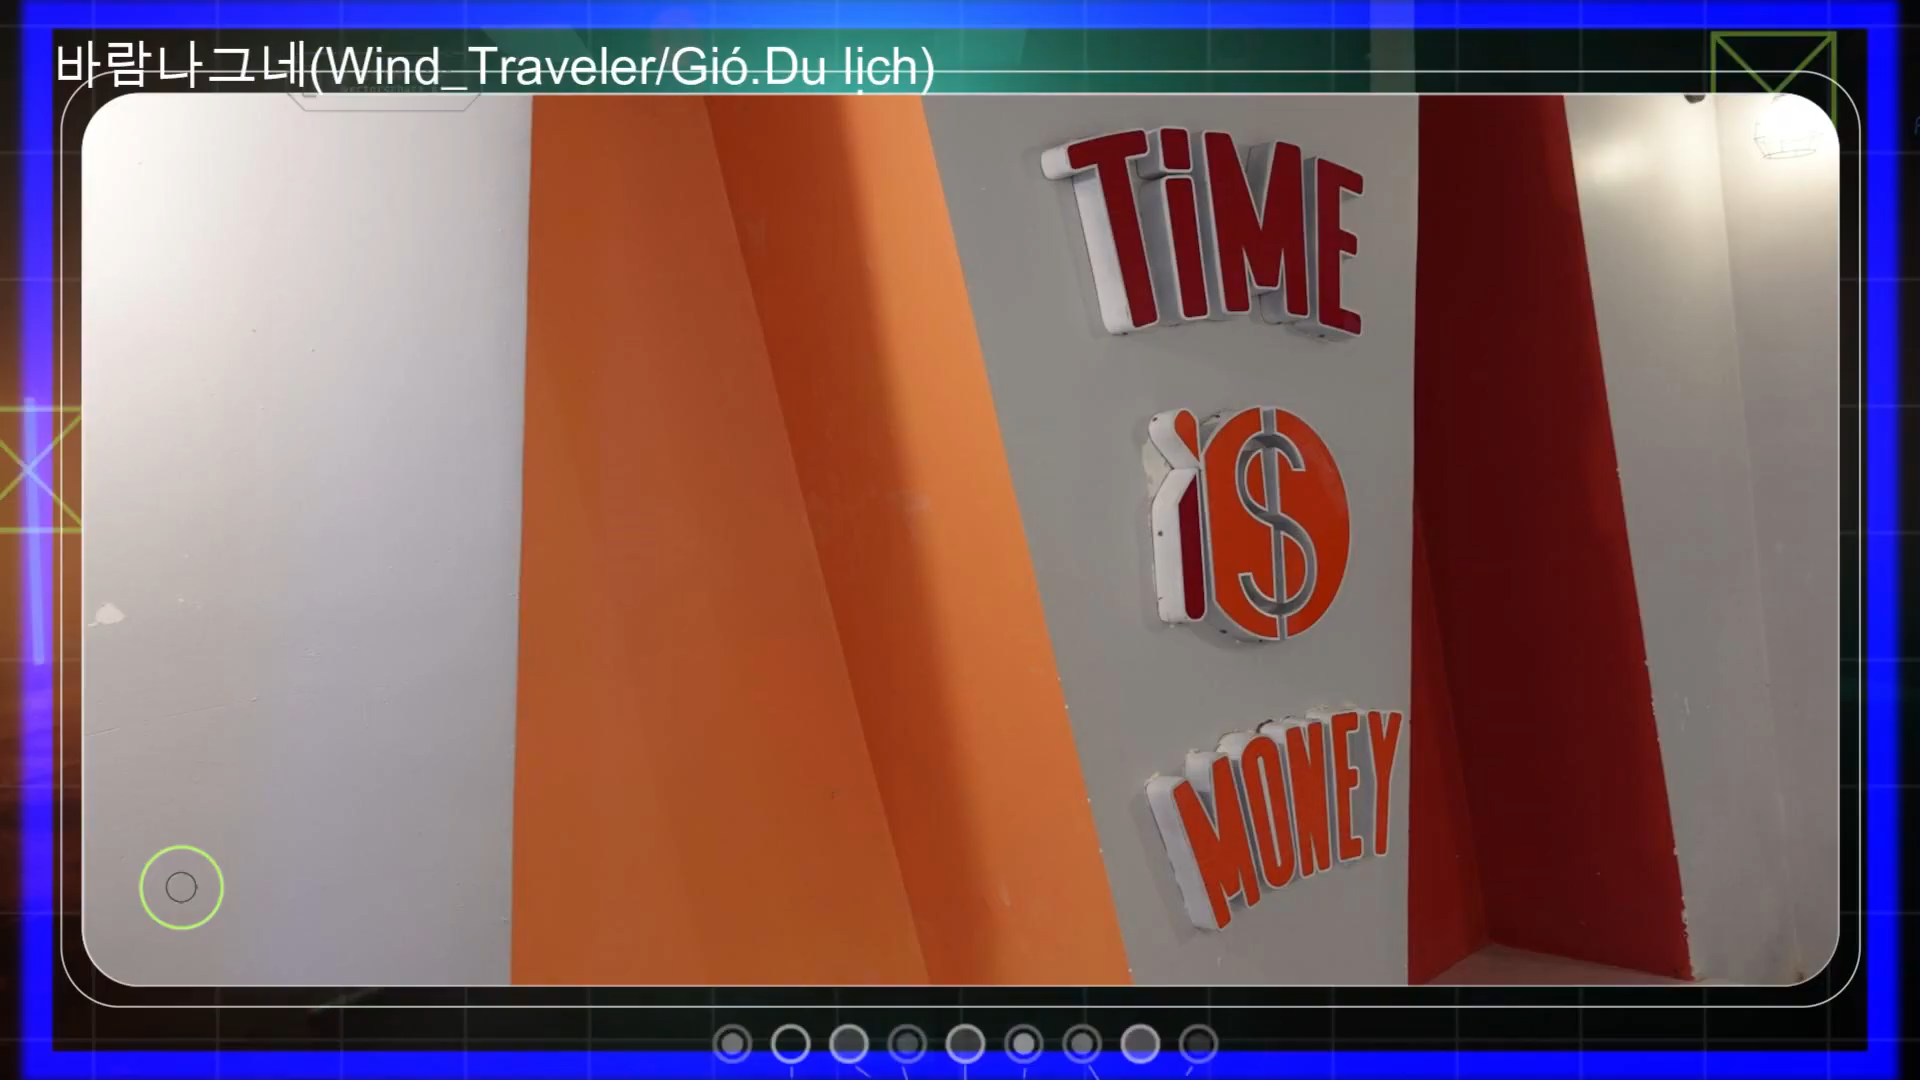 바람나그네(Wind_Traveler/Gió.Du lịch)
TiME
i$
MONEY